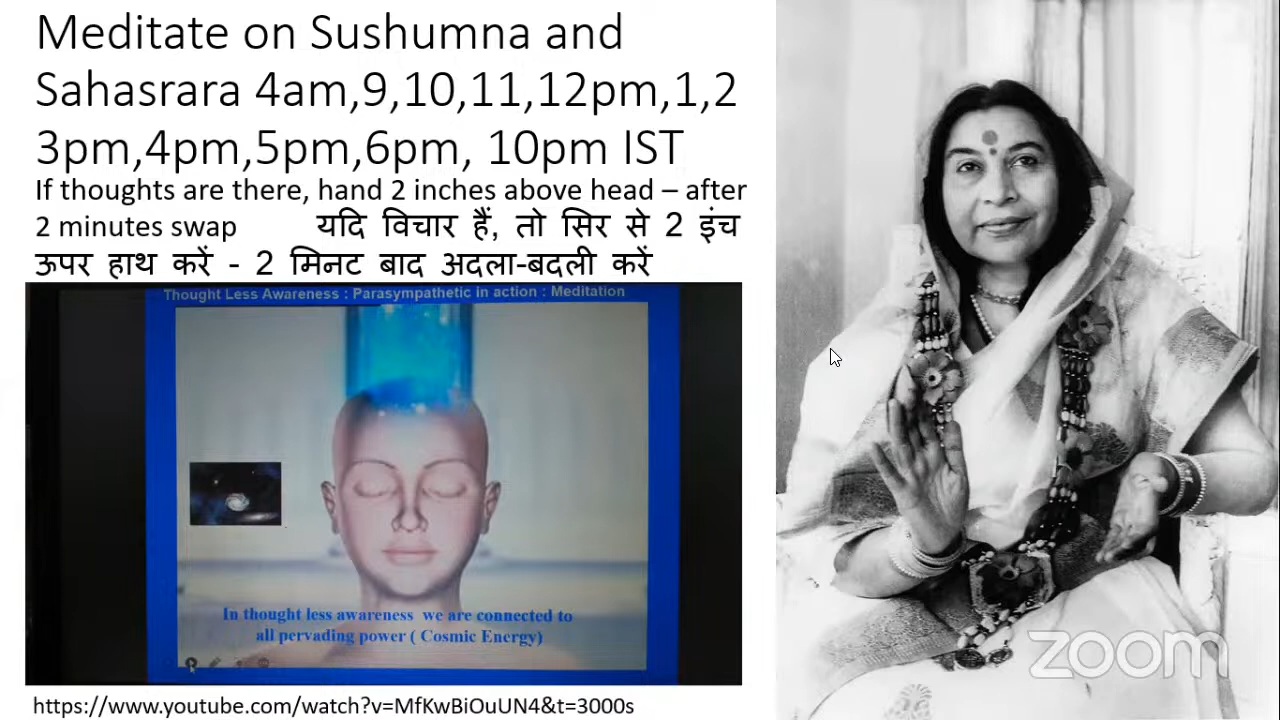 Meditate on Sushumna and
Sahasrara 4am,9,10,11,12pm,1,2
3pm,4pm,5pm,6pm, 10pm IST
If thoughts are there, hand 2 inches above head – after
2 minutes swap यदि विचार हैं, तो सिर से 2 इंच
ऊपर हाथ करें - 2 मिनट बाद अदला-बदली करें
Thought Less Awareness : Parasympathetic in action : Meditation
In thought less awareness we are connected to
all pervading power ( Cosmic Energy)
https://www.youtube.com/watch?v=MfKwBiOuUN4&t=3000s
zoom